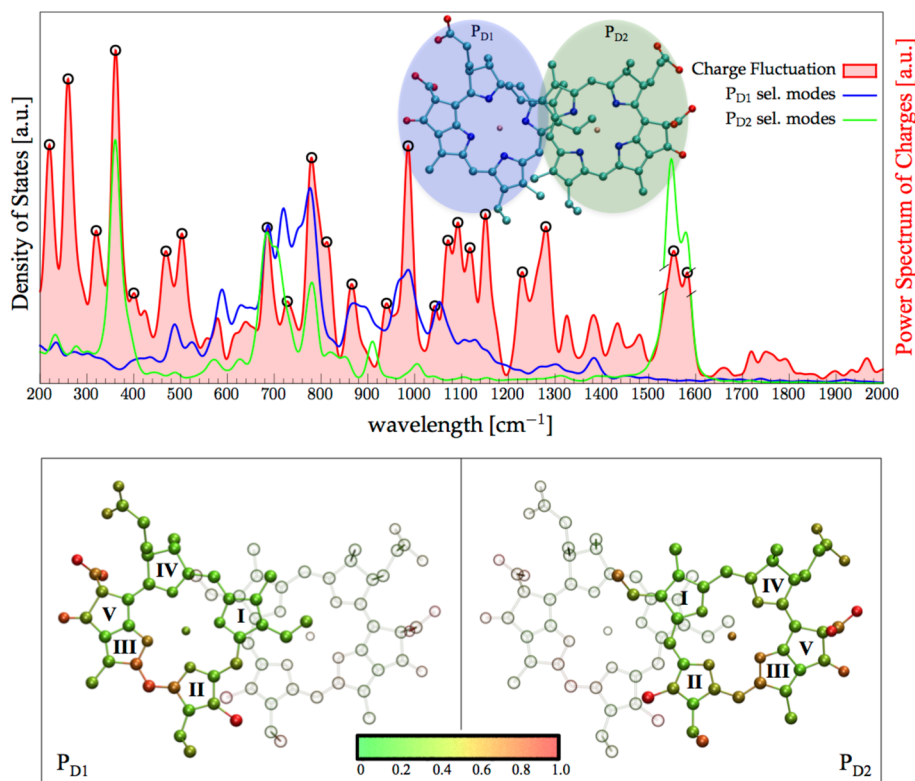 P_D1
P_D2
Charge Fluctuation
P_D1 sel. modes
P_D2 sel. modes
Density of States [a.u.]
Power Spectrum of Charges [a.u.]
200 300 400 500 600 700 800 900 1000 1100 1200 1300 1400 1500 1600 1700 1800 1900 2000
wavelength [cm⁻¹]
IV
I
V
III
II
P_D1
I
IV
V
III
II
P_D2
0 0.2 0.4 0.6 0.8 1.0